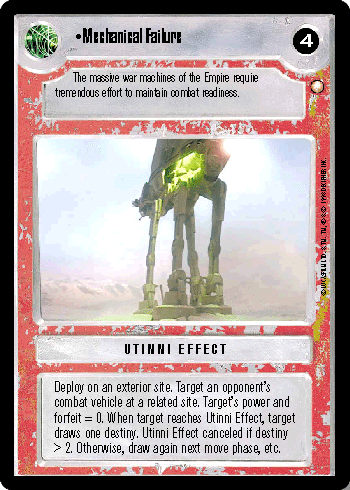 •Mechanical Failure
4
The massive war machines of the Empire require
tremendous effort to maintain combat readiness.
UTINNI EFFECT
Deploy on an exterior site. Target an opponent's
combat vehicle at a related site. Target's power and
forfeit = 0. When target reaches Utinni Effect, target
draws one destiny. Utinni Effect canceled if destiny
> 2. Otherwise, draw again next move phase, etc.